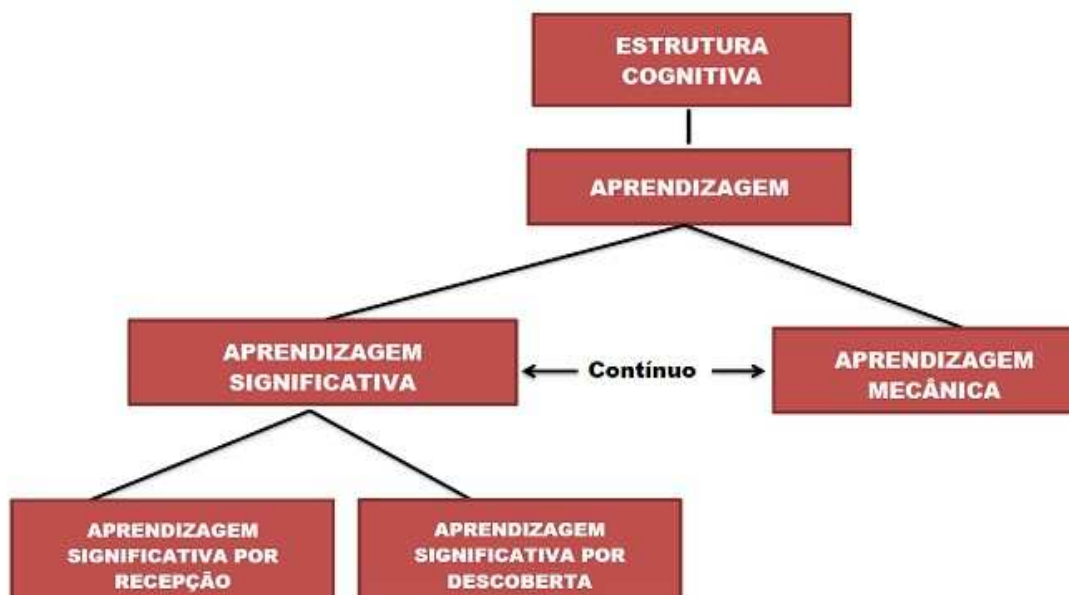 ESTRUTURA
COGNITIVA
APRENDIZAGEM
APRENDIZAGEM
SIGNIFICATIVA
Contínuo
APRENDIZAGEM
MECÂNICA
APRENDIZAGEM
SIGNIFICATIVA POR
RECEPÇÃO
APRENDIZAGEM
SIGNIFICATIVA POR
DESCOBERTA